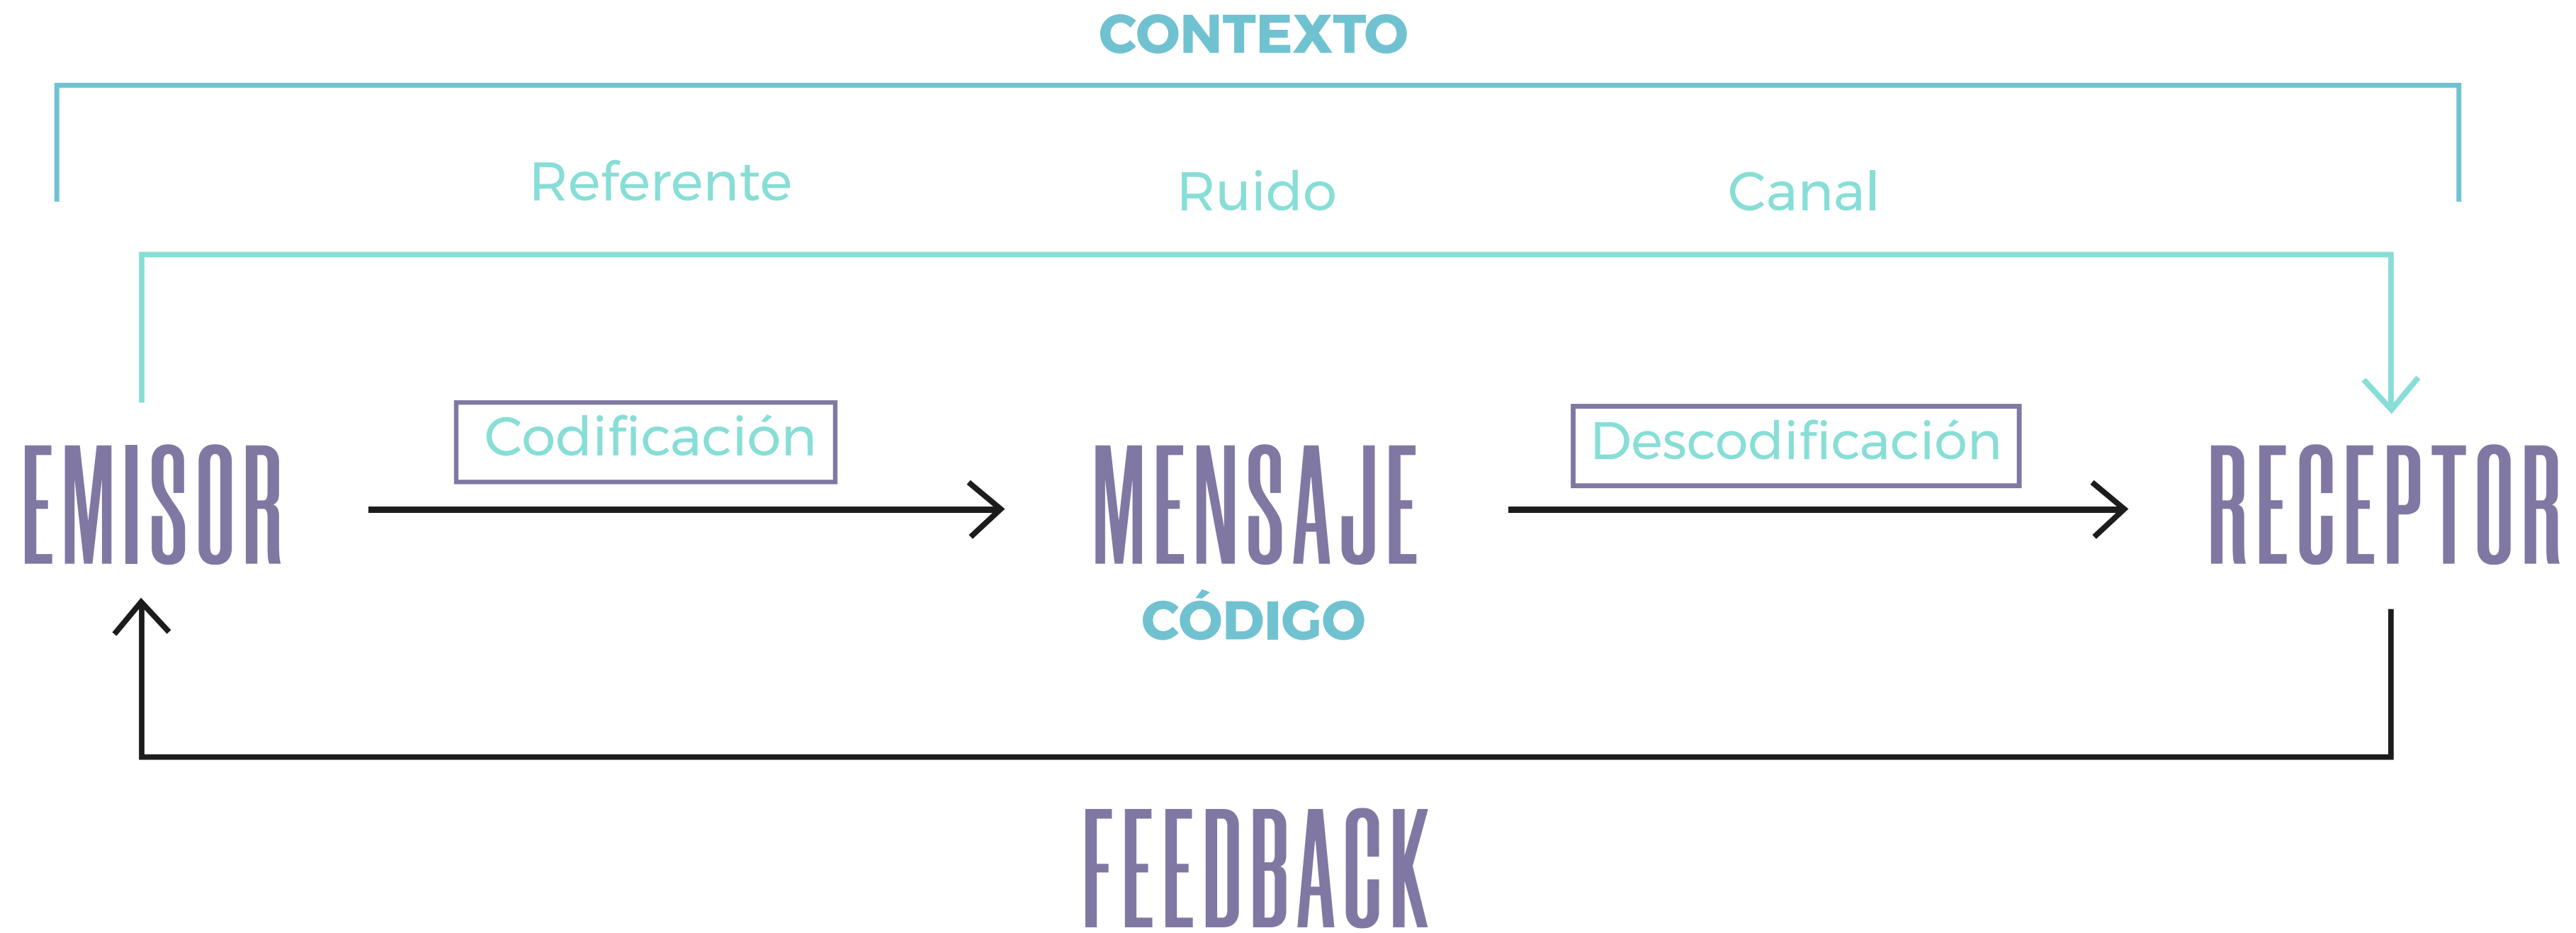 CONTEXTO
Referente Ruido Canal
Codificación Descodificación
EMISOR MENSAJE RECEPTOR
CÓDIGO
FEEDBACK